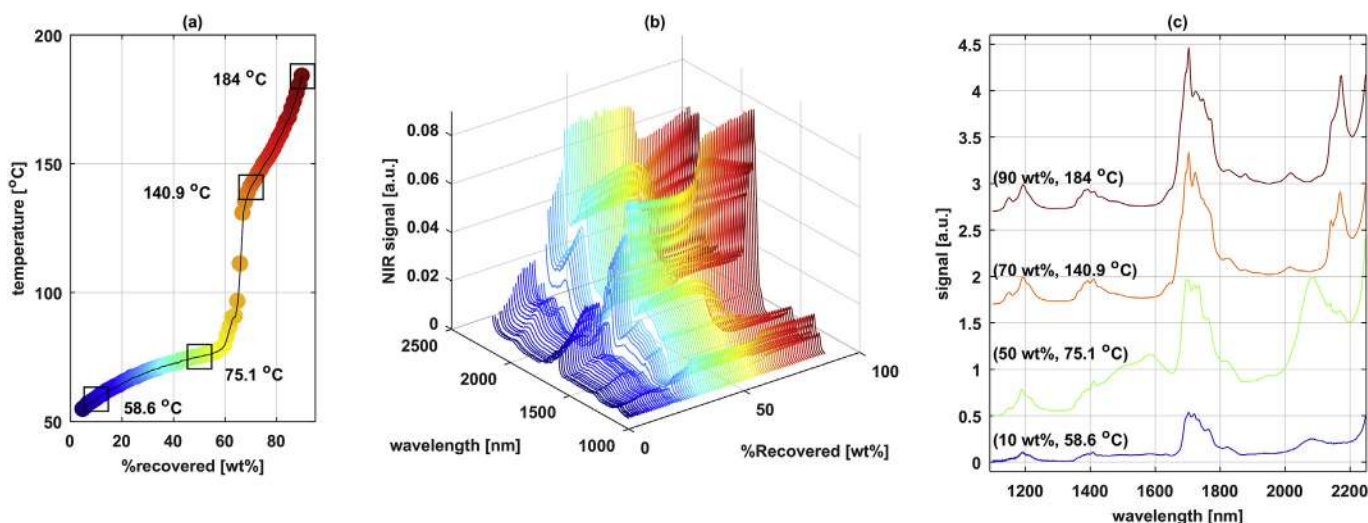 (a)
200
150
100
50
0 20 40 60 80
temperature [°C]
%recovered [wt%]
184 °C
140.9 °C
75.1 °C
58.6 °C
(b)
0.08
0.06
0.04
0.02
0
NIR signal [a.u.]
2500
2000
1500
1000
wavelength [nm]
0
50
100
%Recovered [wt%]
(c)
4.5
4
3.5
3
2.5
2
1.5
1
0.5
0
signal [a.u.]
(90 wt%, 184 °C)
(70 wt%, 140.9 °C)
(50 wt%, 75.1 °C)
(10 wt%, 58.6 °C)
1200 1400 1600 1800 2000 2200
wavelength [nm]